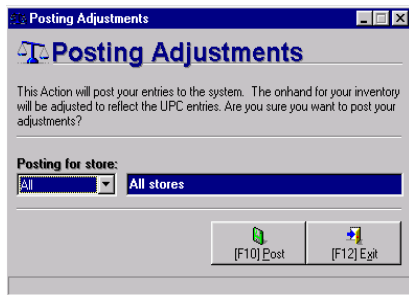 Posting Adjustments
Posting Adjustments
This Action will post your entries to the system. The onhand for your inventory
will be adjusted to reflect the UPC entries. Are you sure you want to post your
adjustments?
Posting for store:
All All stores
[F10] Post [F12] Exit